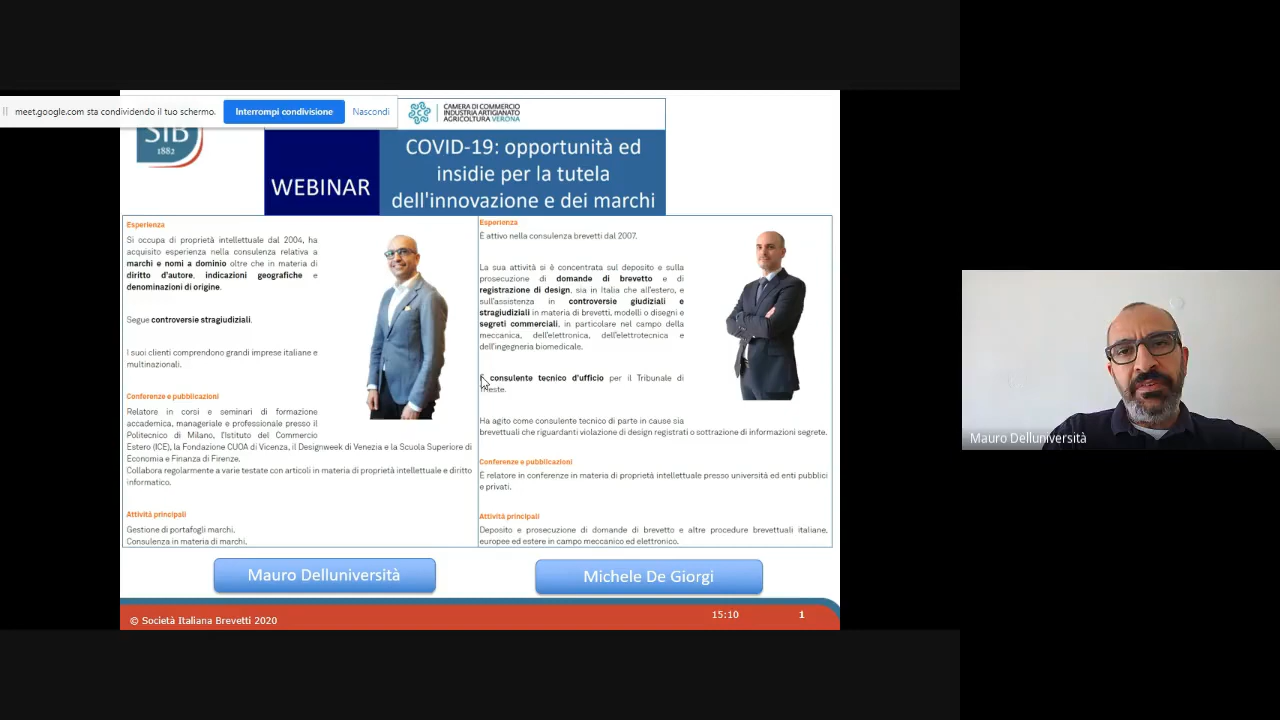 meet.google.com sta condividendo il tuo schermo.
Interrompi condivisione
Nascondi
CAMERA DI COMMERCIO
INDUSTRIA ARTIGIANATO
AGRICOLTURA VERONA
SIB
1882
WEBINAR
COVID-19: opportunità ed
insidie per la tutela
dell'innovazione e dei marchi
Esperienza
Si occupa di proprietà intellettuale dal 2004, ha
acquisito esperienza nella consulenza relativa a
marchi e nomi a dominio oltre che in materia di
diritto d'autore, indicazioni geografiche e
denominazioni di origine.
Segue controversie stragiudiziali.
I suoi clienti comprendono grandi imprese italiane e
multinazionali.
Conferenze e pubblicazioni
Relatore in corsi e seminari di formazione
accademica, manageriale e professionale presso il
Politecnico di Milano, l'Istituto del Commercio
Estero (ICE), la Fondazione CUOA di Vicenza, il Designweek di Venezia e la Scuola Superiore di
Economia e Finanza di Firenze.
Collabora regolarmente a varie testate con articoli in materia di proprietà intellettuale e diritto
informatico.
Attività principali
Gestione di portafogli marchi.
Consulenza in materia di marchi.
Esperienza
È attivo nella consulenza brevetti dal 2007.
La sua attività si è concentrata sul deposito e sulla
prosecuzione di domande di brevetto e di
registrazione di design, sia in Italia che all'estero, e
sull'assistenza in controversie giudiziali e
stragiudiziali in materia di brevetti, modelli o disegni e
segreti commerciali, in particolare nel campo della
meccanica, dell'elettronica, dell'elettrotecnica e
dell'ingegneria biomedicale.
È consulente tecnico d'ufficio per il Tribunale di
Trieste.
Ha agito come consulente tecnico di parte in cause sia
brevettuali che riguardanti violazione di design registrati o sottrazione di informazioni segrete.
Conferenze e pubblicazioni
È relatore in conferenze in materia di proprietà intellettuale presso università ed enti pubblici
e privati.
Attività principali
Deposito e prosecuzione di domande di brevetto e altre procedure brevettuali italiane,
europee ed estere in campo meccanico ed elettronico.
Mauro Delluniversità
Michele De Giorgi
© Società Italiana Brevetti 2020
15:10
1
Mauro Delluniversità